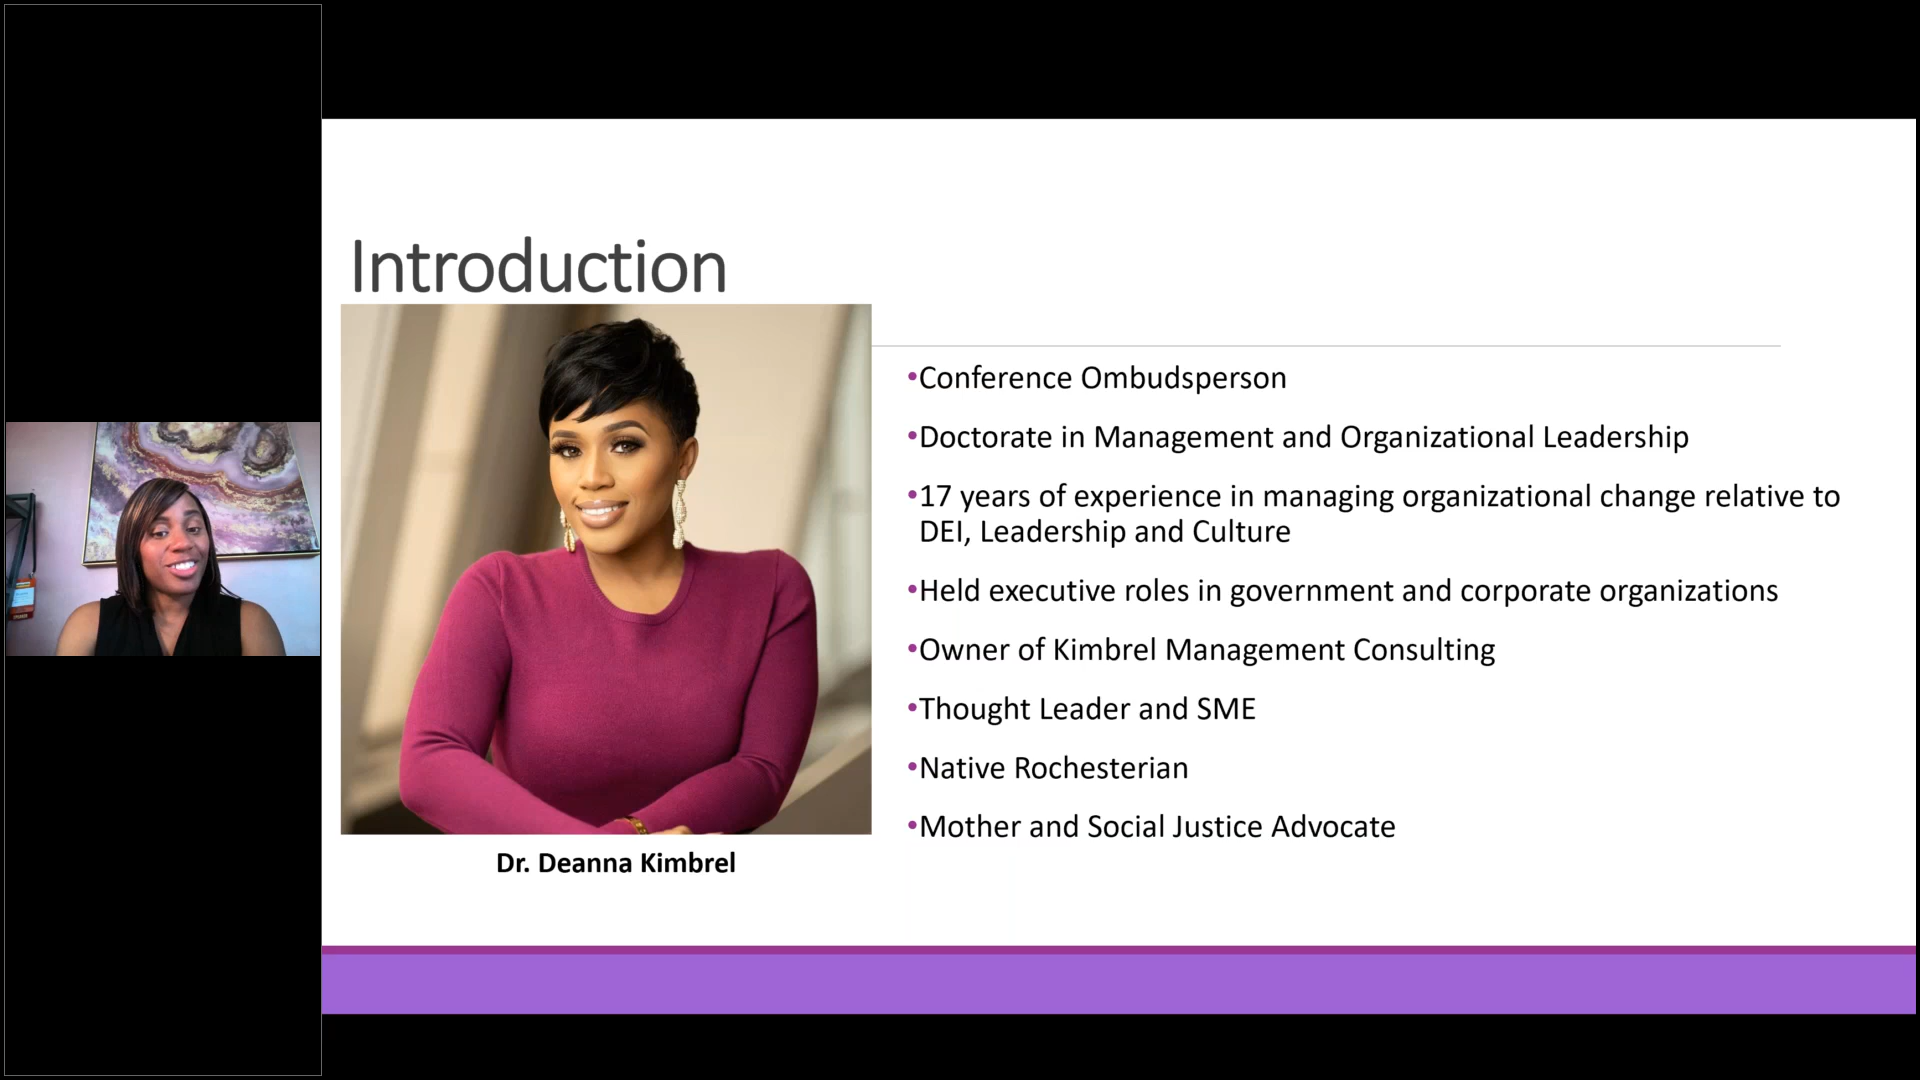 Introduction
•Conference Ombudsperson
•Doctorate in Management and Organizational Leadership
•17 years of experience in managing organizational change relative to
DEI, Leadership and Culture
•Held executive roles in government and corporate organizations
•Owner of Kimbrel Management Consulting
•Thought Leader and SME
•Native Rochesterian
•Mother and Social Justice Advocate
Dr. Deanna Kimbrel